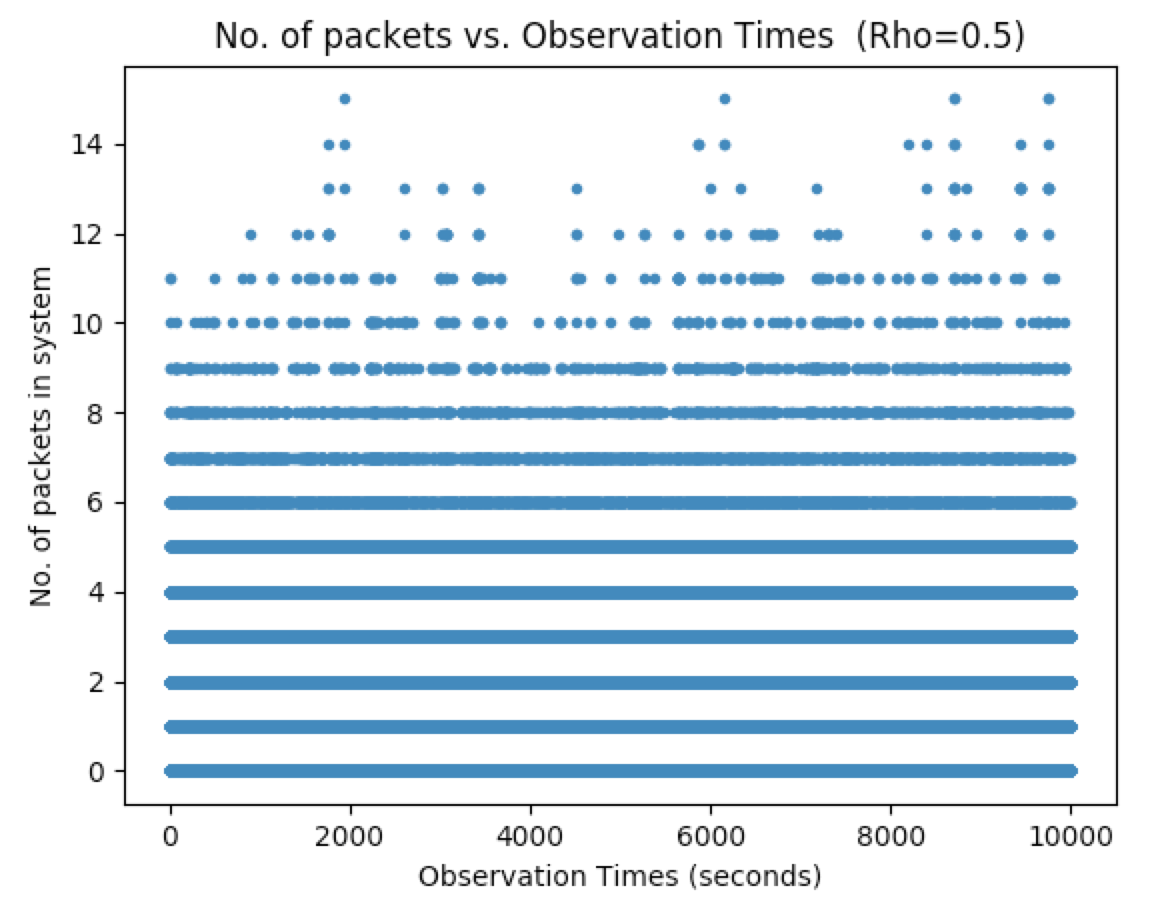 No. of packets vs. Observation Times  (Rho=0.5)
No. of packets in system
14
12
10
8
6
4
2
0
0 2000 4000 6000 8000 10000
Observation Times (seconds)